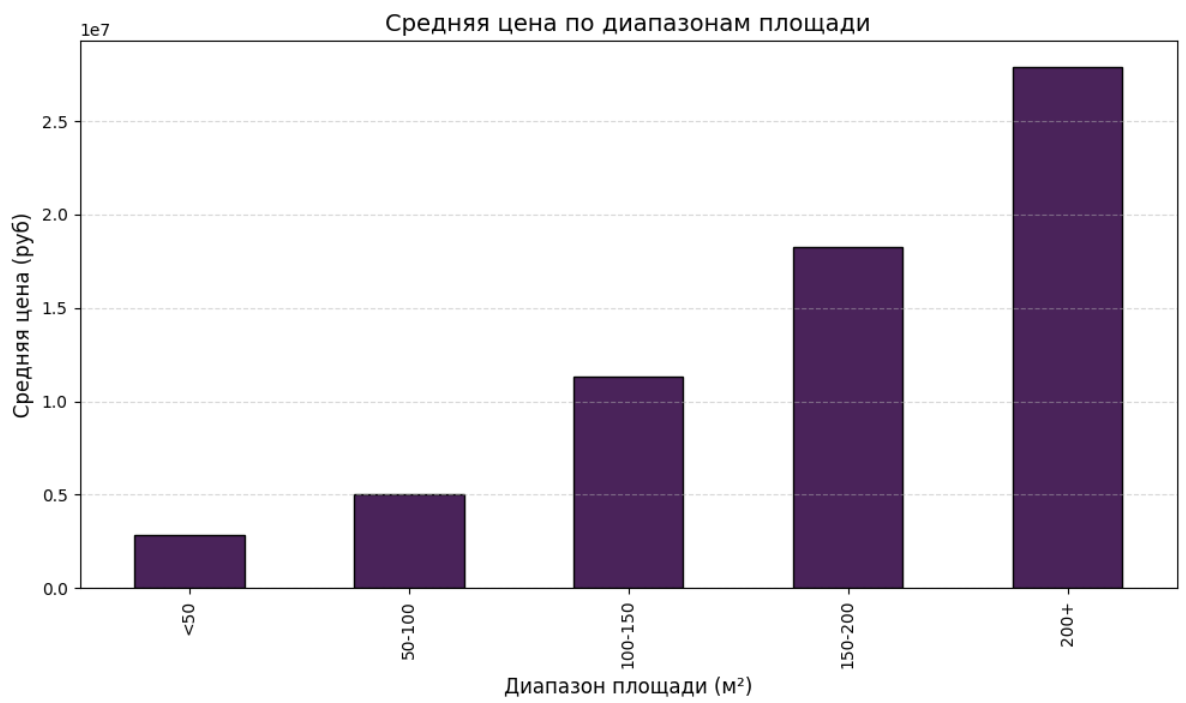 Средняя цена по диапазонам площади
1e7
Средняя цена (руб)
2.5
2.0
1.5
1.0
0.5
0.0
<50
50-100
100-150
150-200
200+
Диапазон площади (м²)